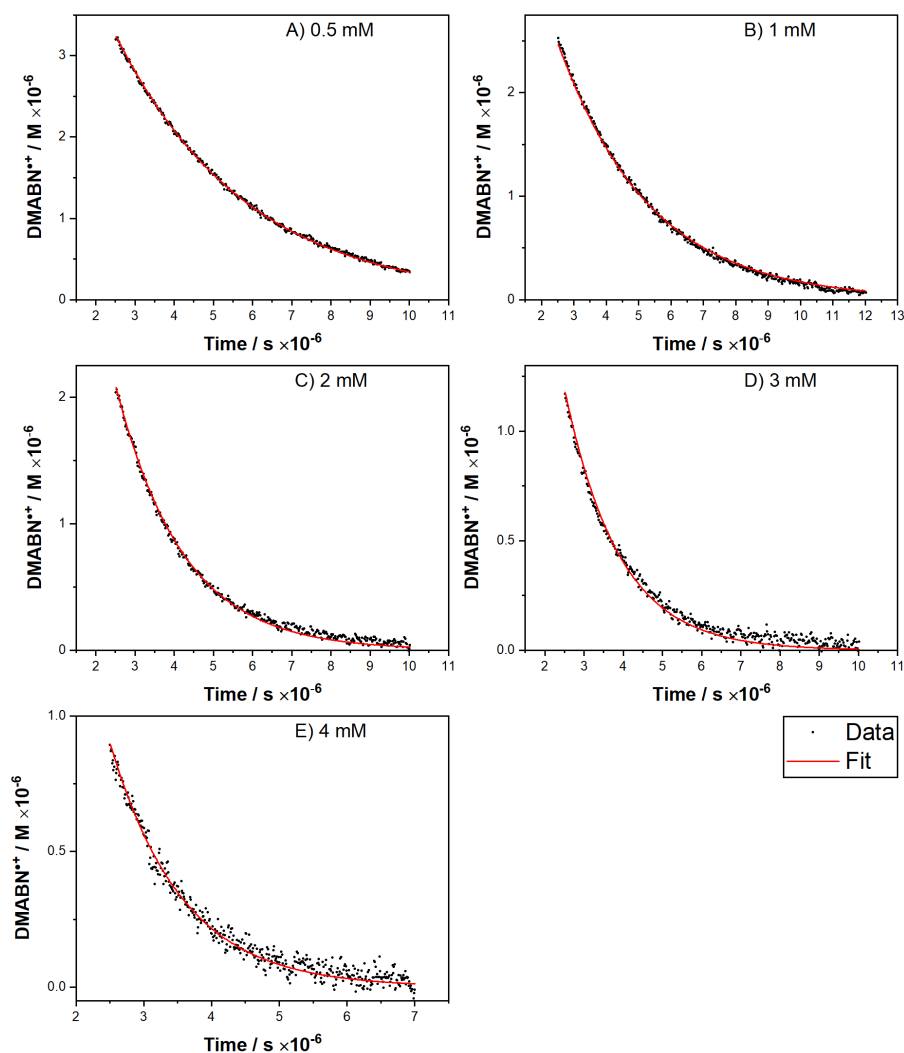 A) 0.5 mM
DMABN•+ / M ×10-6
3
2
1
0
2 3 4 5 6 7 8 9 10 11
Time / s ×10-6
B) 1 mM
DMABN•+ / M ×10-6
2
1
0
2 3 4 5 6 7 8 9 10 11 12 13
Time / s ×10-6
C) 2 mM
DMABN•+ / M ×10-6
2
1
0
2 3 4 5 6 7 8 9 10 11
Time / s ×10-6
D) 3 mM
DMABN•+ / M ×10-6
1.0
0.5
0.0
2 3 4 5 6 7 8 9 10 11
Time / s ×10-6
E) 4 mM
DMABN•+ / M ×10-6
1.0
0.5
0.0
2 3 4 5 6 7
Time / s ×10-6
Data
Fit